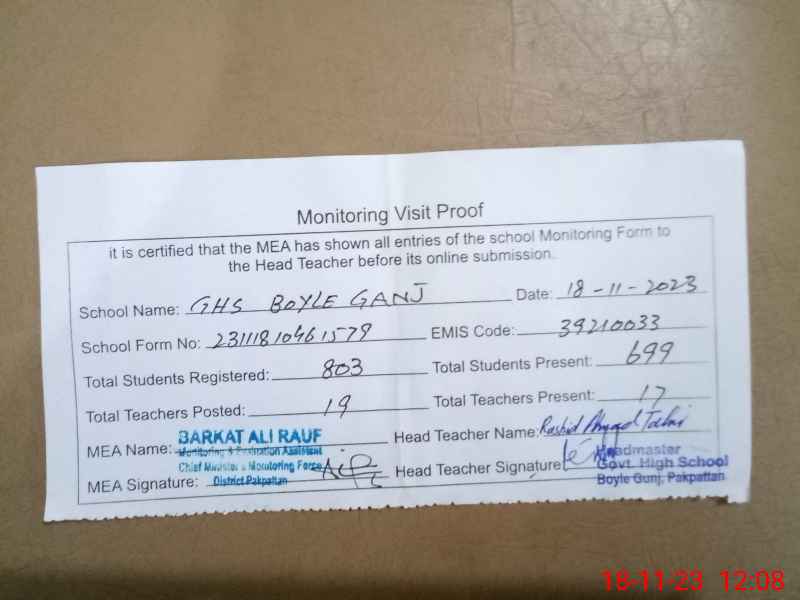 Monitoring Visit Proof
it is certified that the MEA has shown all entries of the school Monitoring Form to
the Head Teacher before its online submission.
School Name: GHS BOYLE GANJ Date: 18-11-2023
School Form No: 23111810461579 EMIS Code: 39210033
Total Students Registered: 803 Total Students Present: 699
Total Teachers Posted: 19 Total Teachers Present: 17
MEA Name: BARKAT ALI RAUF Head Teacher Name: Rashid
Monitoring & Evaluation Assistant
Chief Minister's Monitoring Force
District Pakpattan
MEA Signature: Head Teacher Signature:
Headmaster
Govt. High School
Boyle Gunj, Pakpattan
18-11-23 12:08